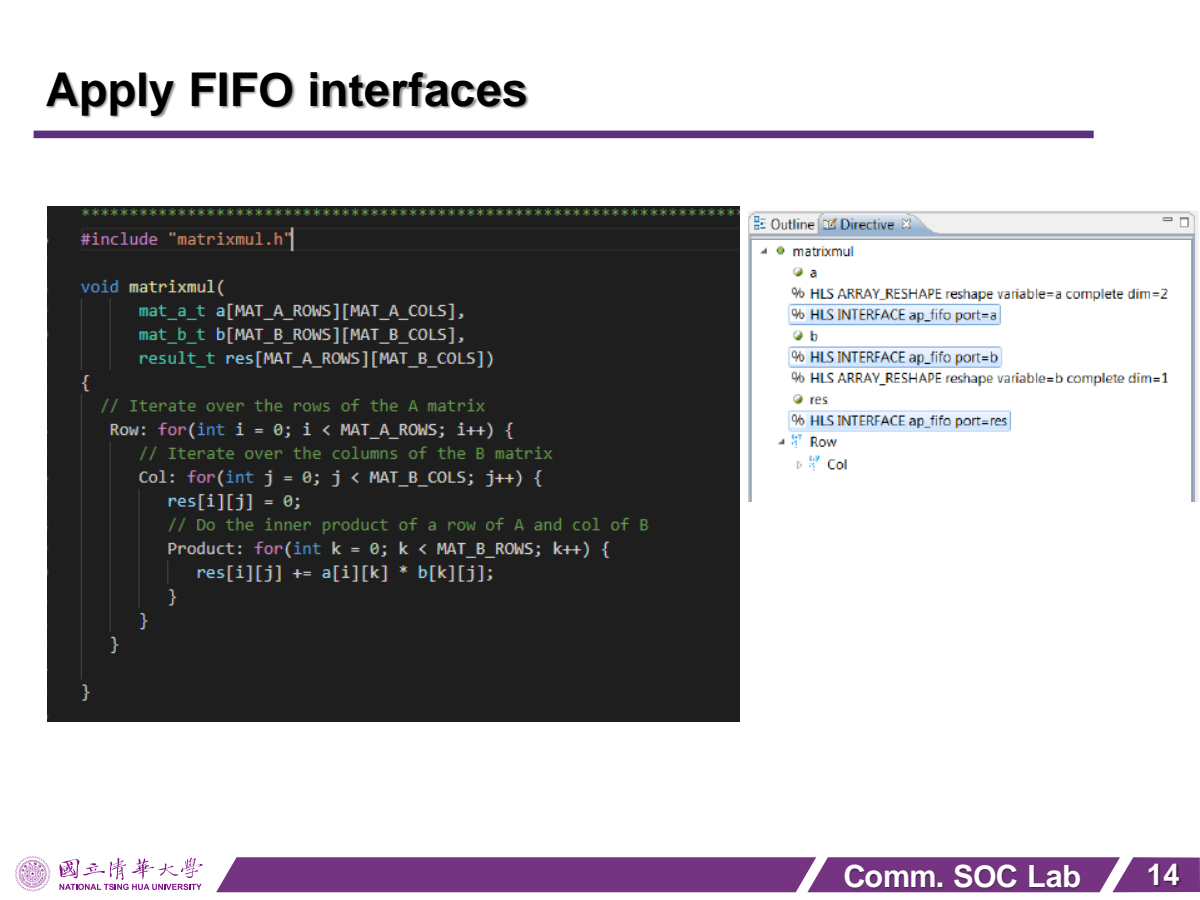 Apply FIFO interfaces
************************************************************************
#include "matrixmul.h"
void matrixmul(
mat_a_t a[MAT_A_ROWS][MAT_A_COLS],
mat_b_t b[MAT_B_ROWS][MAT_B_COLS],
result_t res[MAT_A_ROWS][MAT_B_COLS])
{
// Iterate over the rows of the A matrix
Row: for(int i = 0; i < MAT_A_ROWS; i++) {
// Iterate over the columns of the B matrix
Col: for(int j = 0; j < MAT_B_COLS; j++) {
res[i][j] = 0;
// Do the inner product of a row of A and col of B
Product: for(int k = 0; k < MAT_B_ROWS; k++) {
res[i][j] += a[i][k] * b[k][j];
}
}
}
}
Outline Directive
matrixmul
a
% HLS ARRAY_RESHAPE reshape variable=a complete dim=2
% HLS INTERFACE ap_fifo port=a
b
% HLS INTERFACE ap_fifo port=b
% HLS ARRAY_RESHAPE reshape variable=b complete dim=1
res
% HLS INTERFACE ap_fifo port=res
Row
Col
國立清華大學
NATIONAL TSING HUA UNIVERSITY
Comm. SOC Lab
14